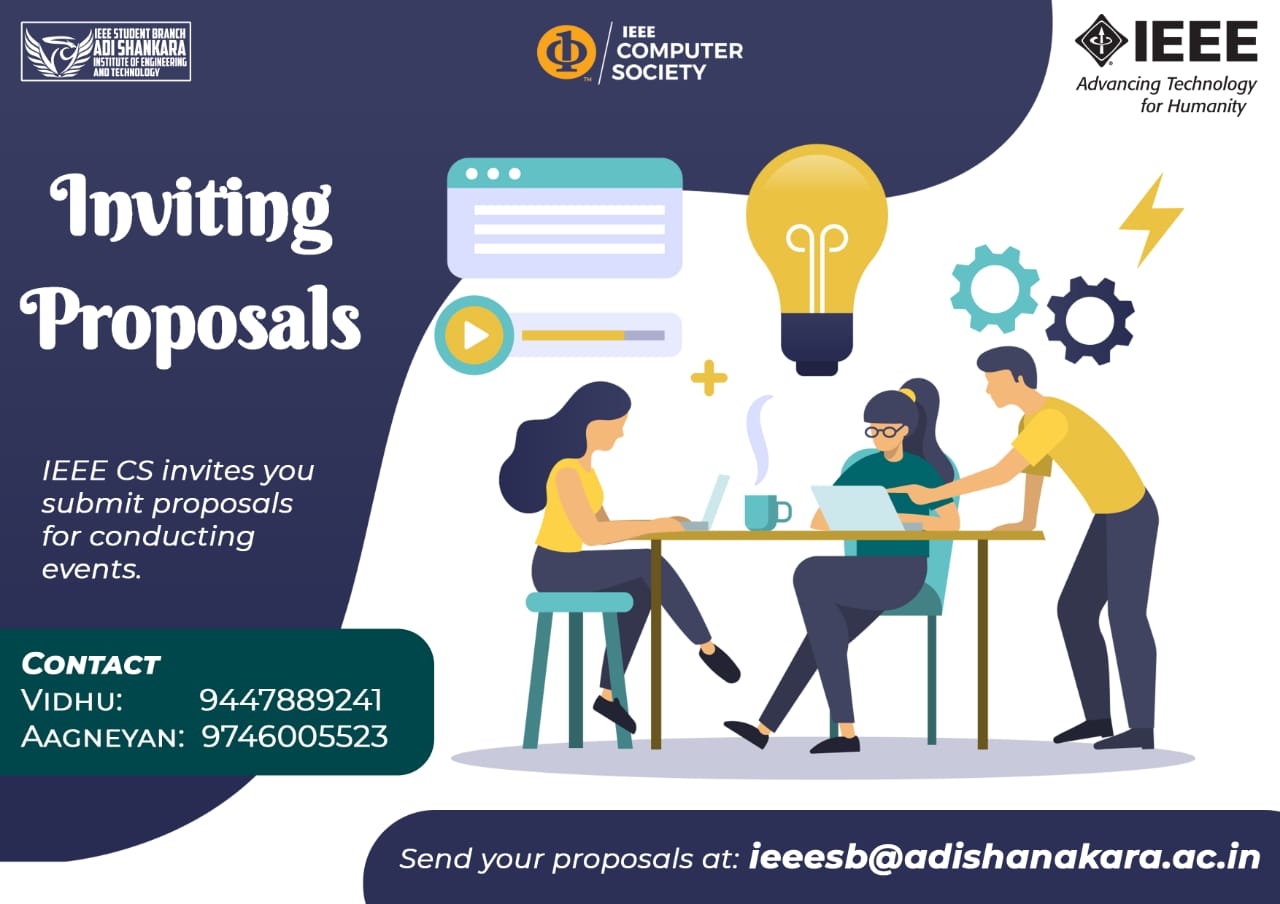 IEEE STUDENT BRANCH
ADI SHANKARA
INSTITUTE OF ENGINEERING
AND TECHNOLOGY
IEEE
COMPUTER
SOCIETY
TM
IEEE
Advancing Technology
for Humanity
Inviting
Proposals
IEEE CS invites you
submit proposals
for conducting
events.
CONTACT
VIDHU: 9447889241
AAGNEYAN: 9746005523
Send your proposals at: ieeesb@adishanakara.ac.in